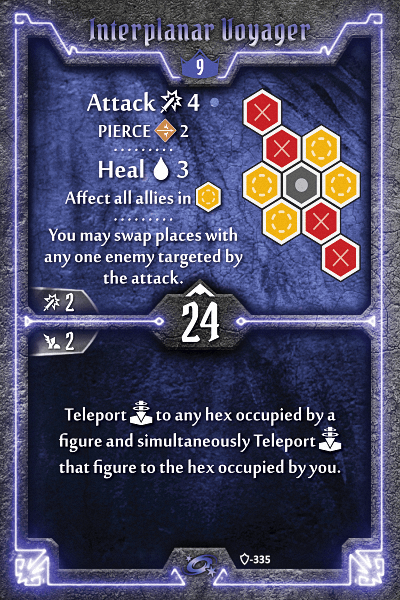 Interplanar Voyager
9
Attack 4
PIERCE 2
Heal 3
Affect all allies in
You may swap places with
any one enemy targeted by
the attack.
2
24
2
Teleport to any hex occupied by a
figure and simultaneously Teleport
that figure to the hex occupied by you.
-335